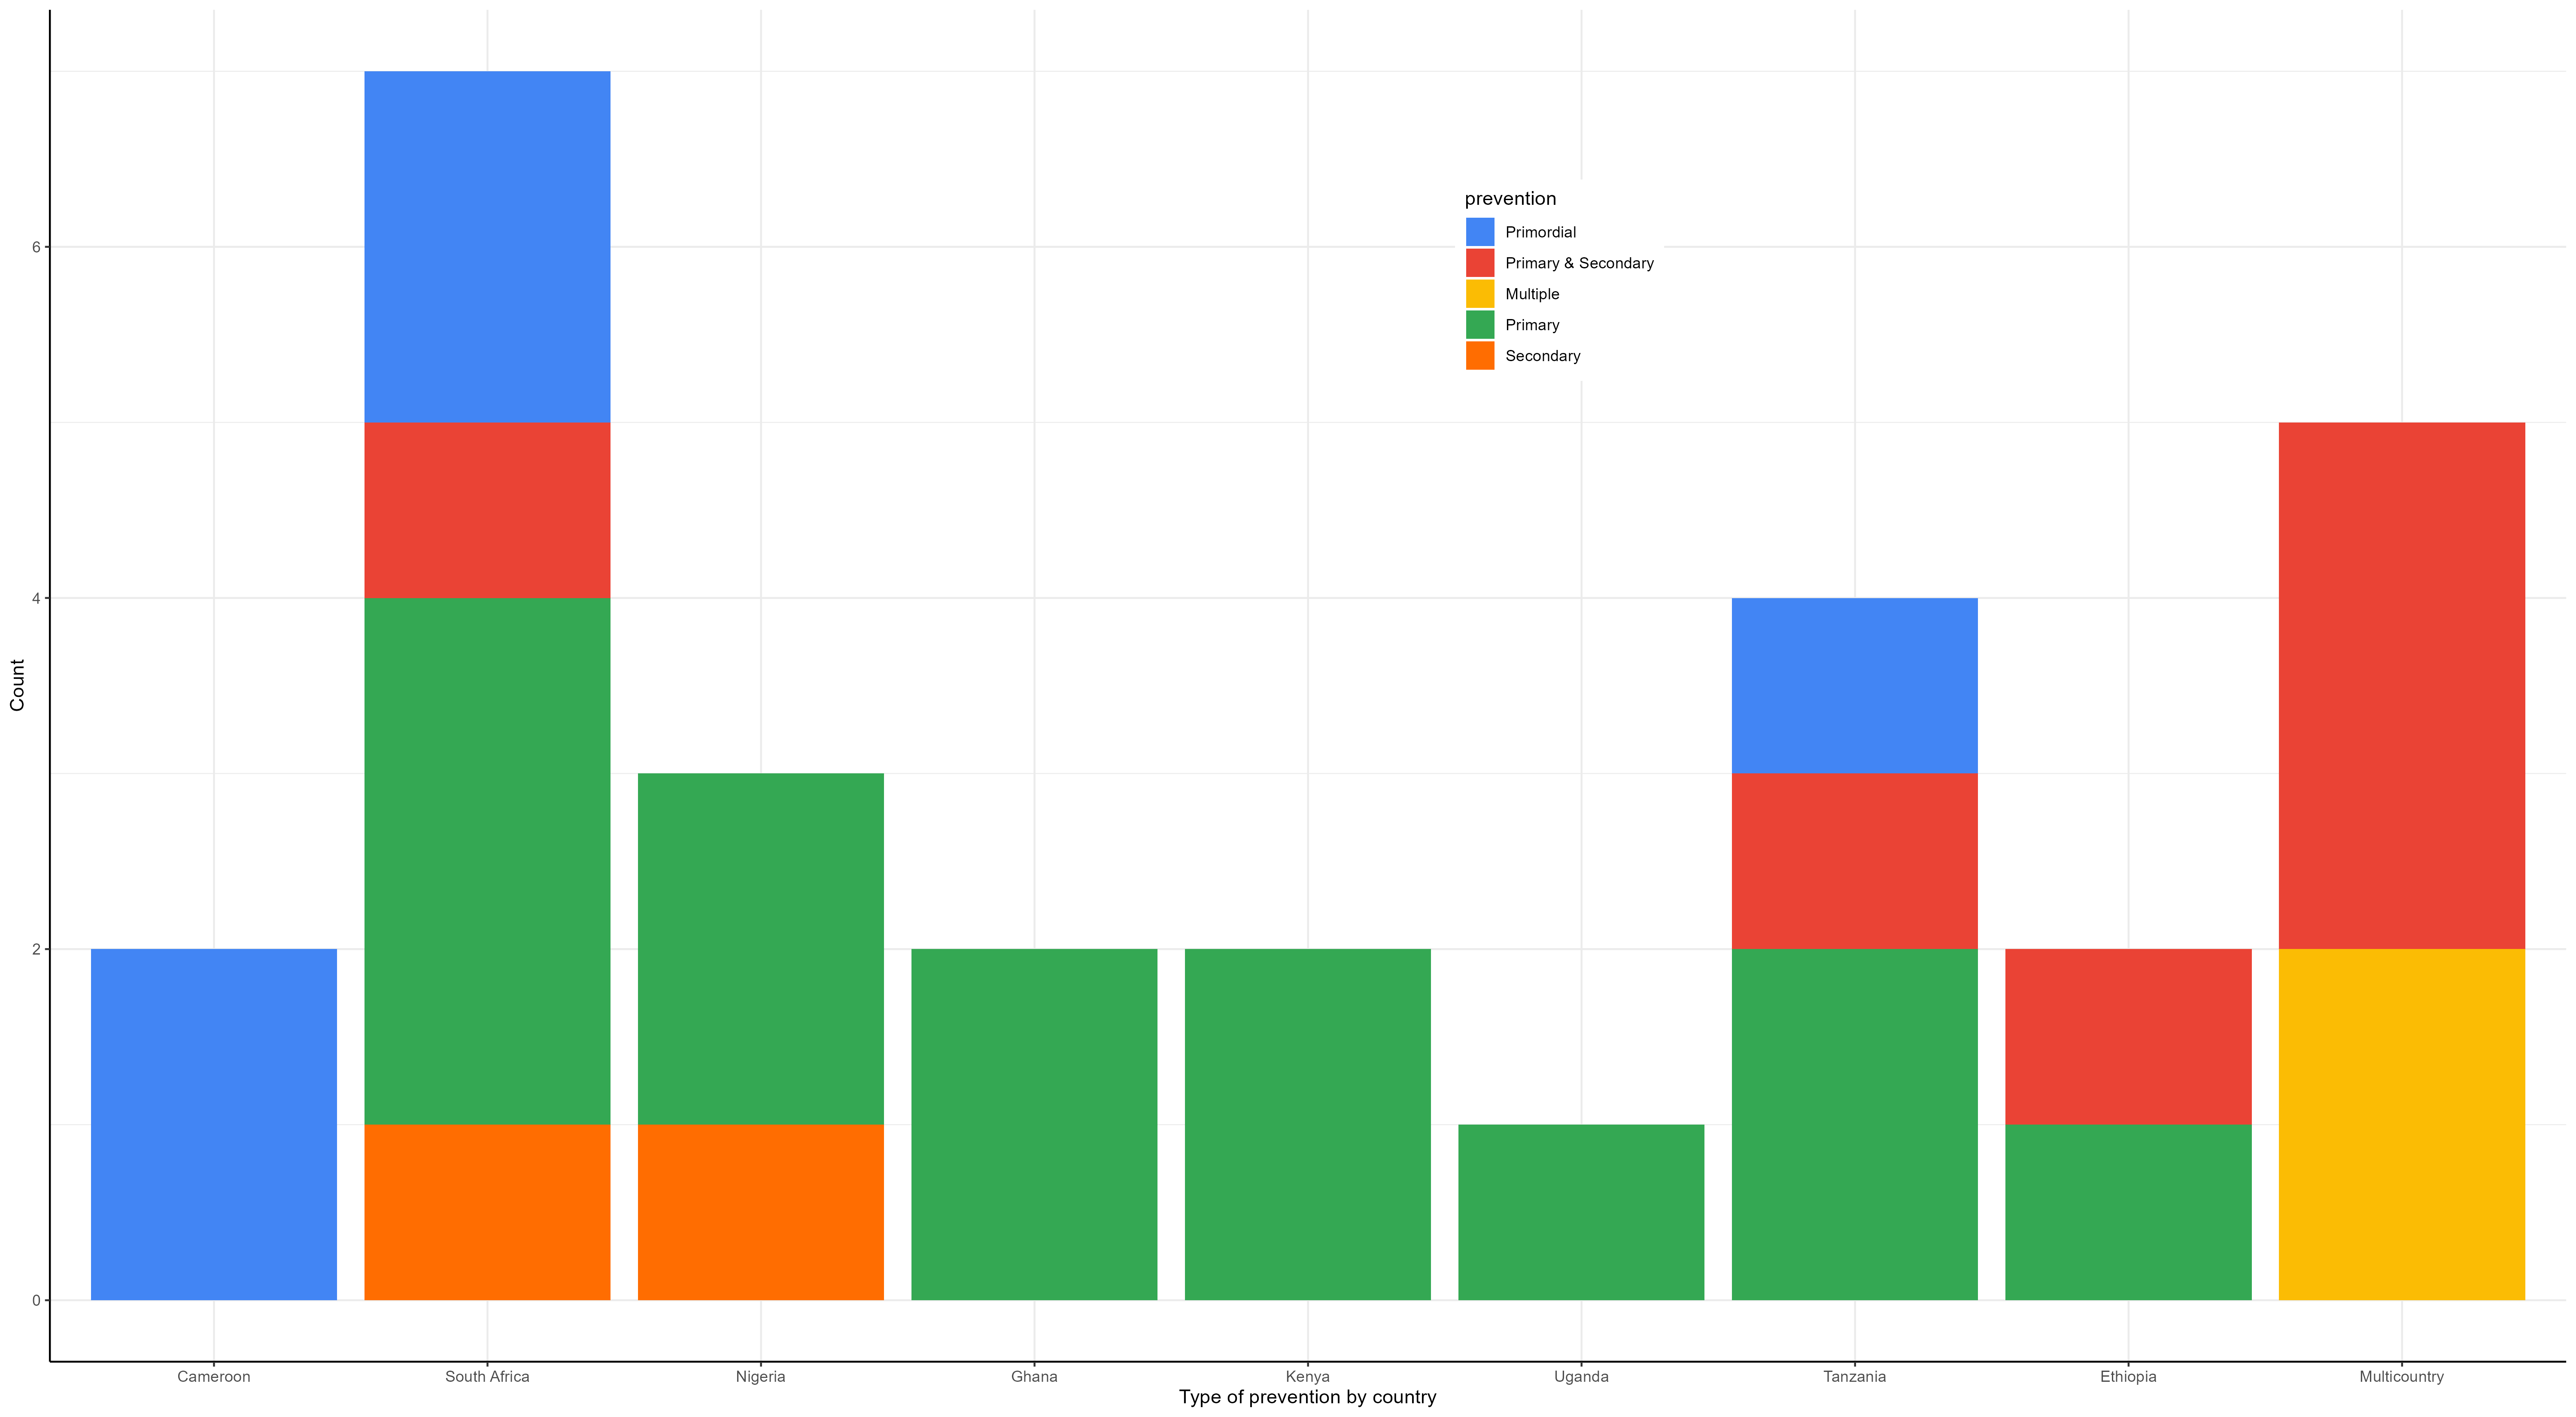 prevention
Primordial
Primary & Secondary
Multiple
Primary
Secondary
6
4
2
0
Count
Cameroon South Africa Nigeria Ghana Kenya Uganda Tanzania Ethiopia Multicountry
Type of prevention by country